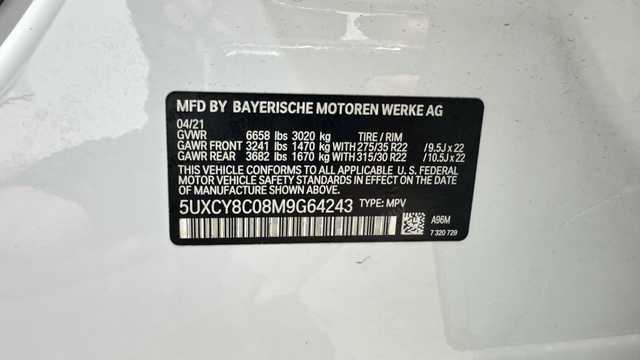 MFD BY BAYERISCHE MOTOREN WERKE AG
04/21
GVWR 6658 lbs 3020 kg TIRE / RIM
GAWR FRONT 3241 lbs 1470 kg WITH 275/35 R22 /9.5J x 22
GAWR REAR 3682 lbs 1670 kg WITH 315/30 R22 /10.5J x 22
THIS VEHICLE CONFORMS TO ALL APPLICABLE U. S. FEDERAL
MOTOR VEHICLE SAFETY STANDARDS IN EFFECT ON
THE DATE OF MANUFACTURE SHOWN ABOVE.
5UXCY8C08M9G64243 TYPE: MPV
A96M
7 320 729